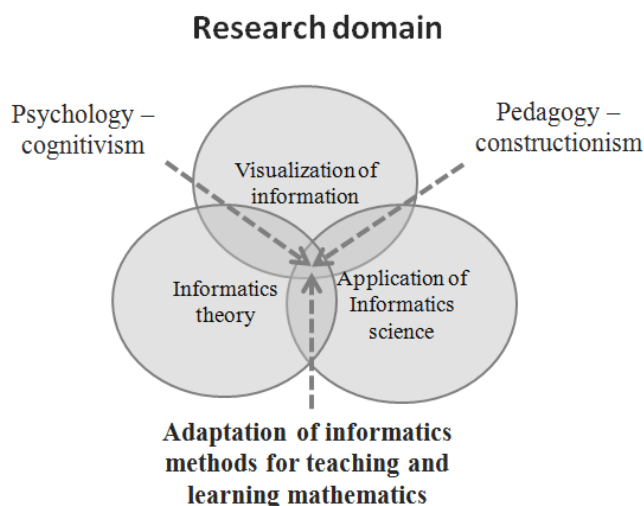 Research domain
Psychology –
cognitivism
Pedagogy –
constructionism
Visualization of
information
Informatics
theory
Application of
Informatics
science
Adaptation of informatics
methods for teaching and
learning mathematics